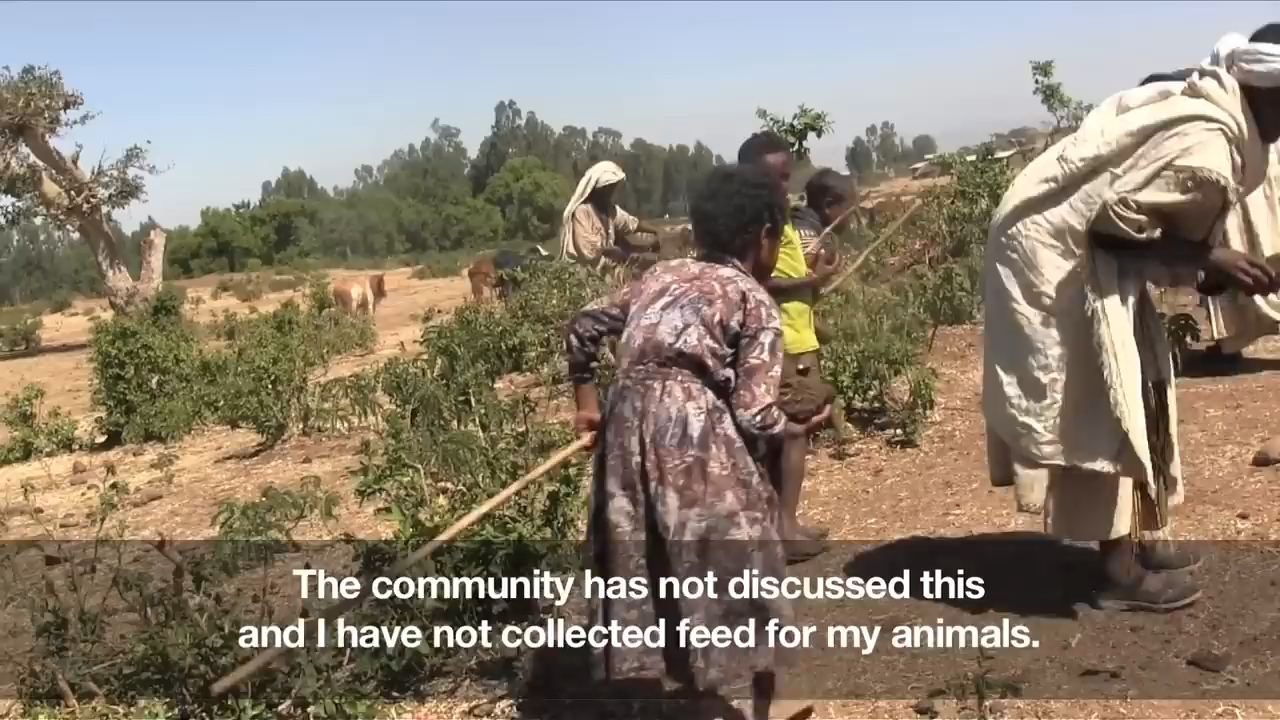 The community has not discussed this
and I have not collected feed for my animals.